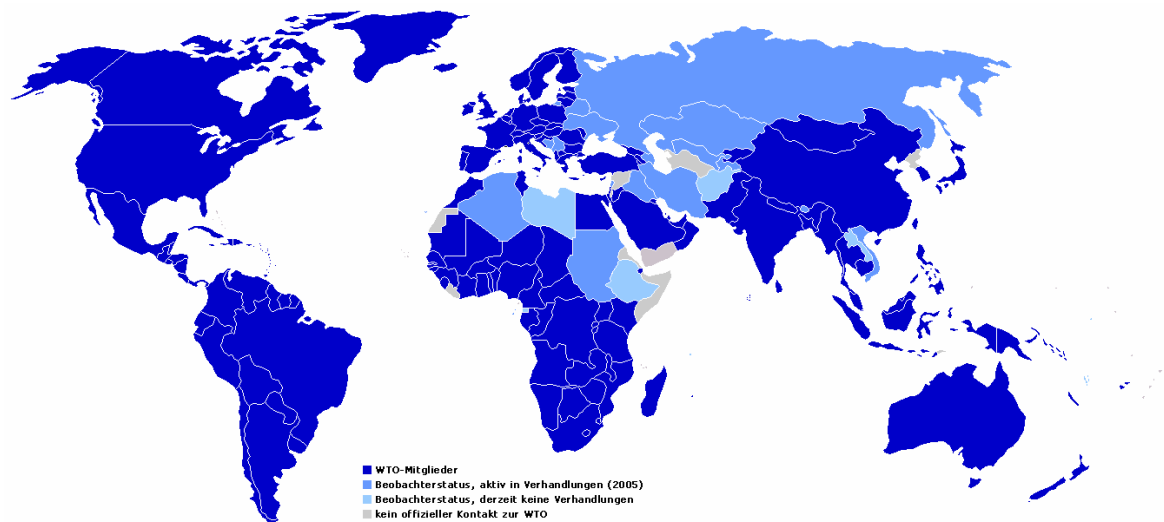 WTO-Mitglieder
Beobachterstatus, aktiv in Verhandlungen (2005)
Beobachterstatus, derzeit keine Verhandlungen
kein offizieller Kontakt zur WTO